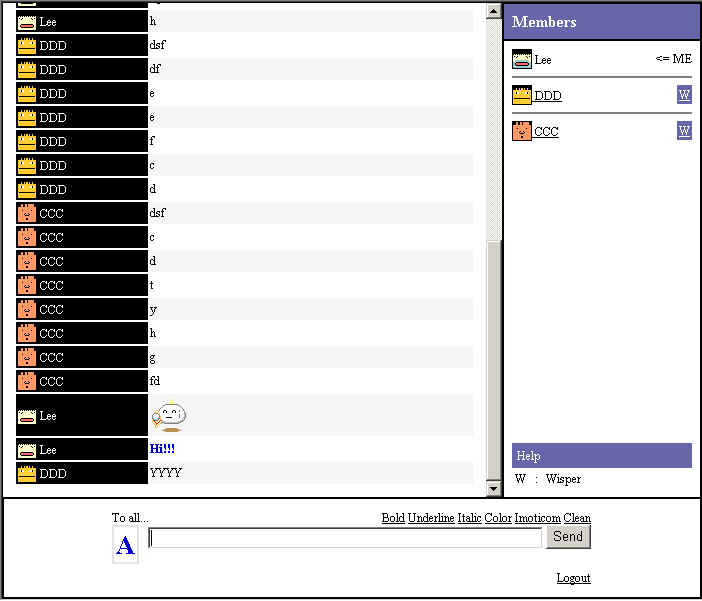 Lee h
DDD dsf
DDD df
DDD e
DDD e
DDD f
DDD c
DDD d
CCC dsf
CCC c
CCC d
CCC t
CCC y
CCC h
CCC g
CCC fd
Lee
Lee Hi!!!
DDD YYYY
Members
Lee <= ME
DDD W
CCC W
Help
W : Wisper
To all... Bold Underline Italic Color Imoticom Clean
A Send
Logout